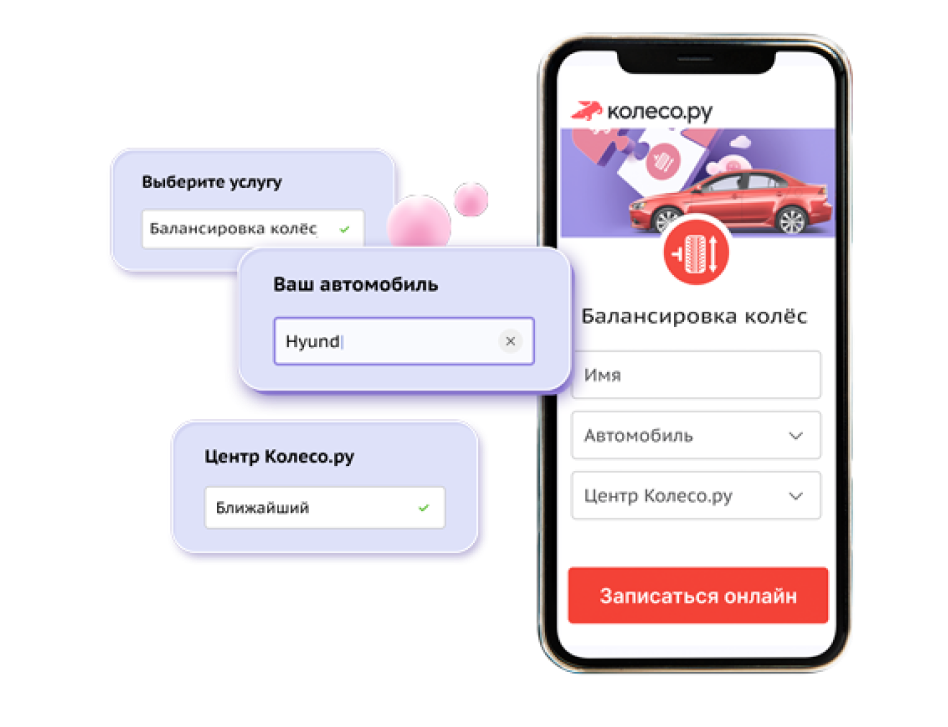 Выберите услугу
Балансировка колёс
Ваш автомобиль
Hyund
Центр Колесо.ру
Ближайший
колесо.ру
Балансировка колёс
Имя
Автомобиль
Центр Колесо.ру
Записаться онлайн